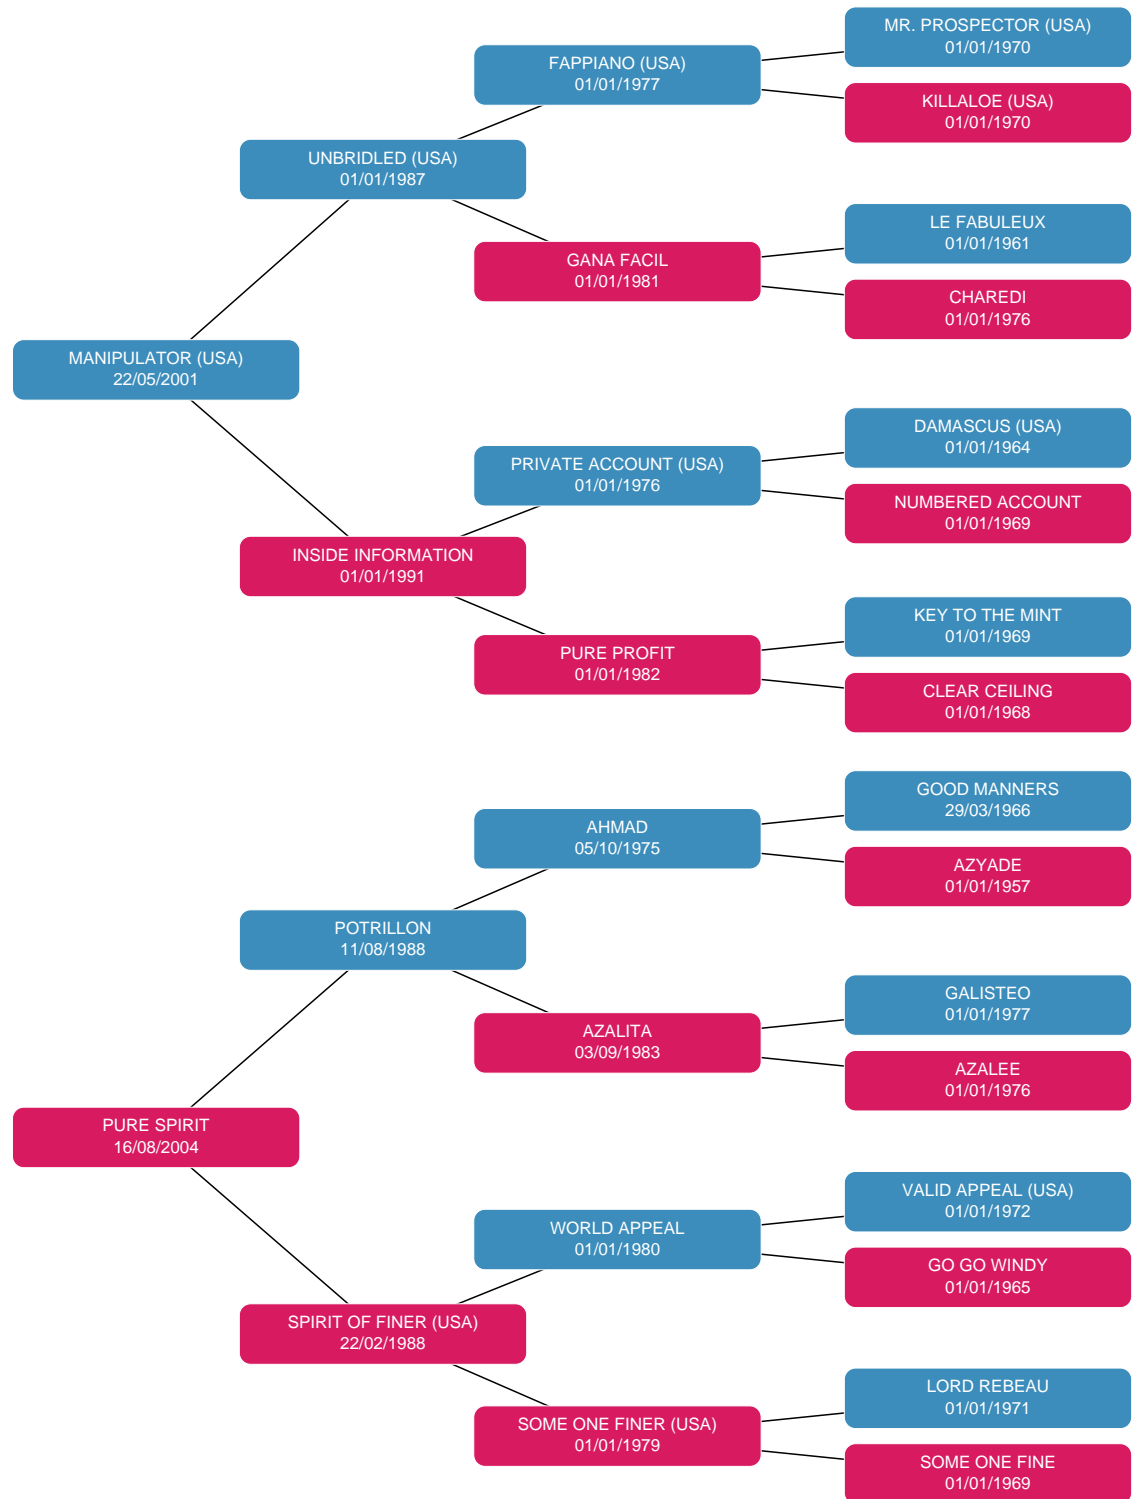 MR. PROSPECTOR (USA)
01/01/1970
FAPPIANO (USA)
01/01/1977
KILLALOE (USA)
01/01/1970
UNBRIDLED (USA)
01/01/1987
LE FABULEUX
01/01/1961
GANA FACIL
01/01/1981
CHAREDI
01/01/1976
MANIPULATOR (USA)
22/05/2001
DAMASCUS (USA)
01/01/1964
PRIVATE ACCOUNT (USA)
01/01/1976
NUMBERED ACCOUNT
01/01/1969
INSIDE INFORMATION
01/01/1991
KEY TO THE MINT
01/01/1969
PURE PROFIT
01/01/1982
CLEAR CEILING
01/01/1968
GOOD MANNERS
29/03/1966
AHMAD
05/10/1975
AZYADE
01/01/1957
POTRILLON
11/08/1988
GALISTEO
01/01/1977
AZALITA
03/09/1983
AZALEE
01/01/1976
PURE SPIRIT
16/08/2004
VALID APPEAL (USA)
01/01/1972
WORLD APPEAL
01/01/1980
GO GO WINDY
01/01/1965
SPIRIT OF FINER (USA)
22/02/1988
LORD REBEAU
01/01/1971
SOME ONE FINER (USA)
01/01/1979
SOME ONE FINE
01/01/1969